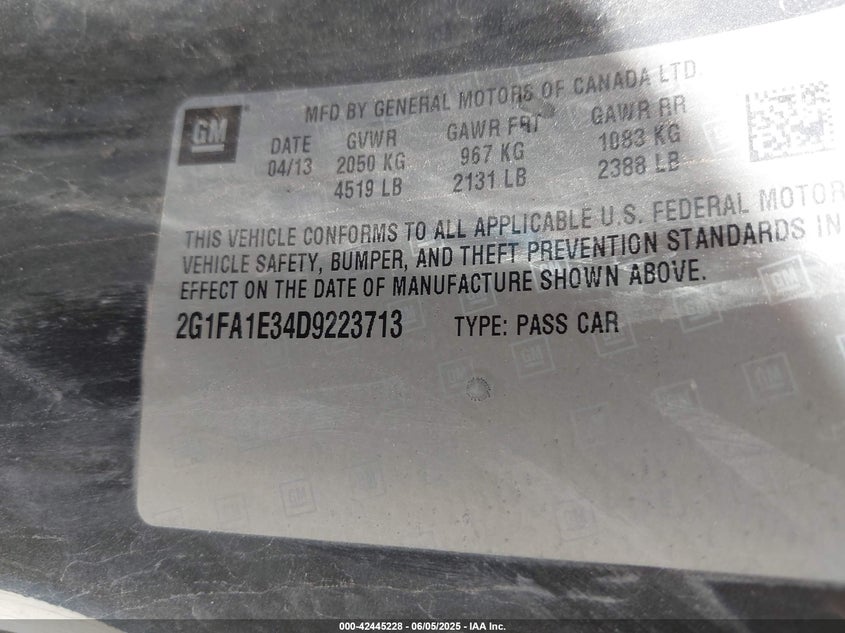 MFD BY GENERAL MOTORS OF CANADA LTD.
GM
DATE GVWR GAWR FRT GAWR RR
04/13 2050 KG 967 KG 1083 KG
4519 LB 2131 LB 2388 LB
THIS VEHICLE CONFORMS TO ALL APPLICABLE U.S. FEDERAL MOTOR
VEHICLE SAFETY, BUMPER, AND THEFT PREVENTION STANDARDS IN
EFFECT ON THE DATE OF MANUFACTURE SHOWN ABOVE.
2G1FA1E34D9223713 TYPE: PASS CAR
000-42445228 - 06/05/2025 - IAA Inc.